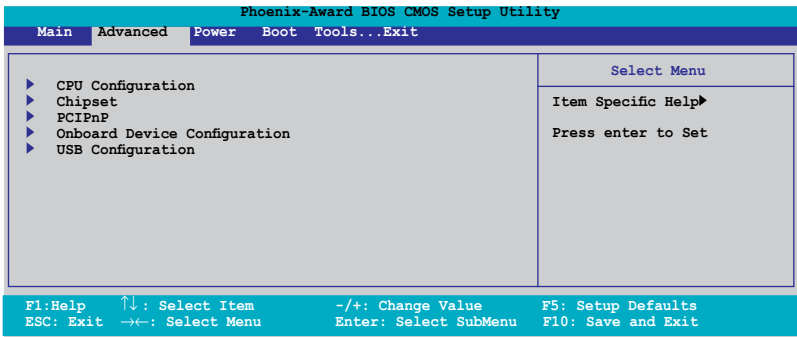 Phoenix-Award BIOS CMOS Setup Utility
Main Advanced Power Boot Tools...Exit
Select Menu
CPU Configuration
Chipset
PCIPnP
Onboard Device Configuration
USB Configuration
Item Specific Help
Press enter to Set
F1:Help ↑↓: Select Item -/+: Change Value F5: Setup Defaults
ESC: Exit →←: Select Menu Enter: Select SubMenu F10: Save and Exit